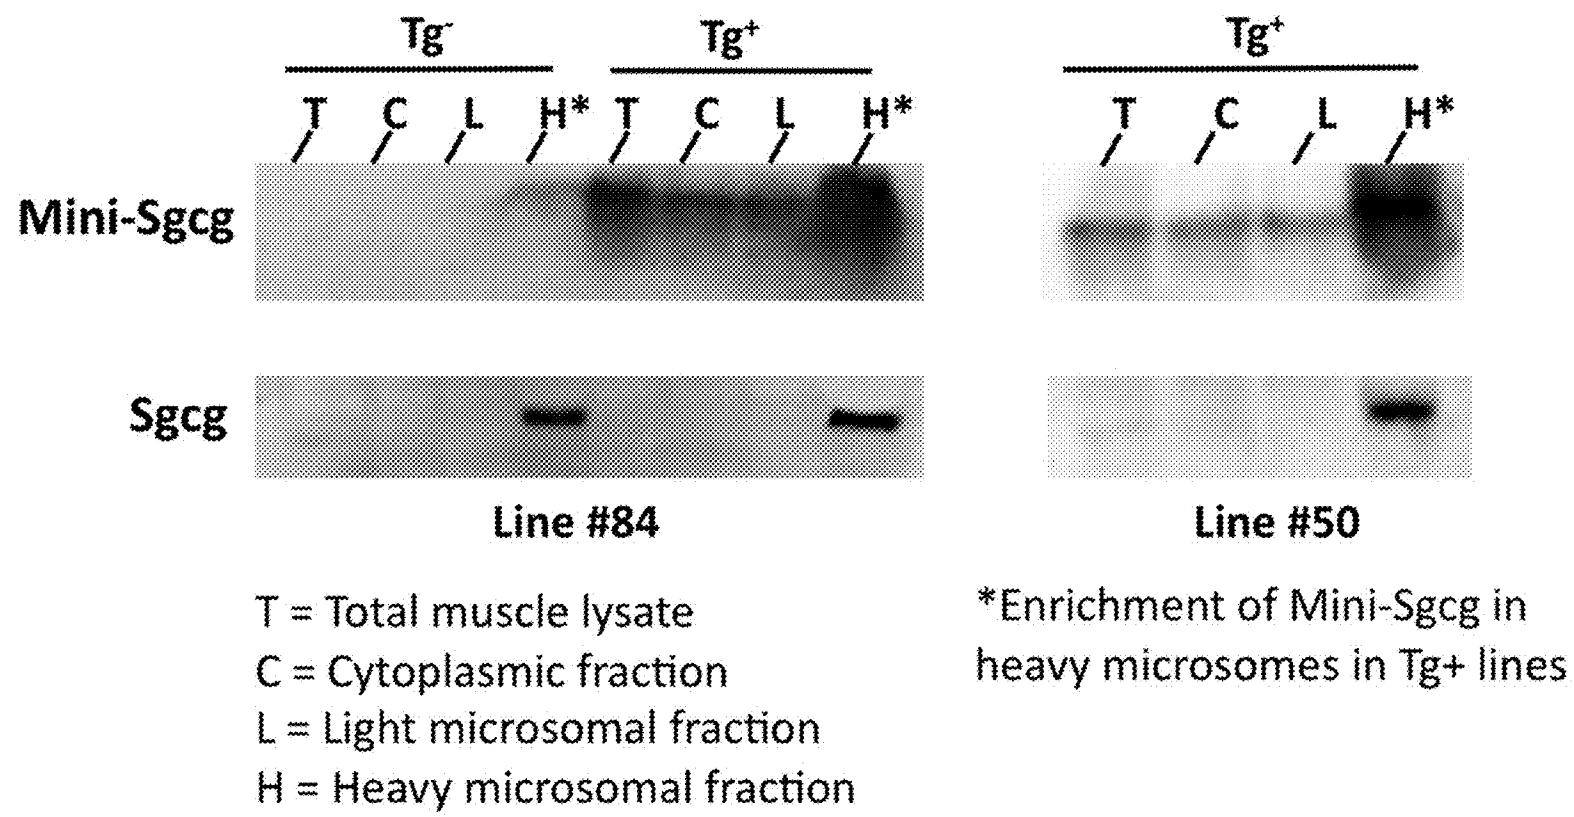 Tg- Tg+ Tg+
T C L H* T C L H* T C L H*
Mini-Sgcg
Sgcg
Line #84 Line #50
T = Total muscle lysate
C = Cytoplasmic fraction
L = Light microsomal fraction
H = Heavy microsomal fraction
*Enrichment of Mini-Sgcg in
heavy microsomes in Tg+ lines